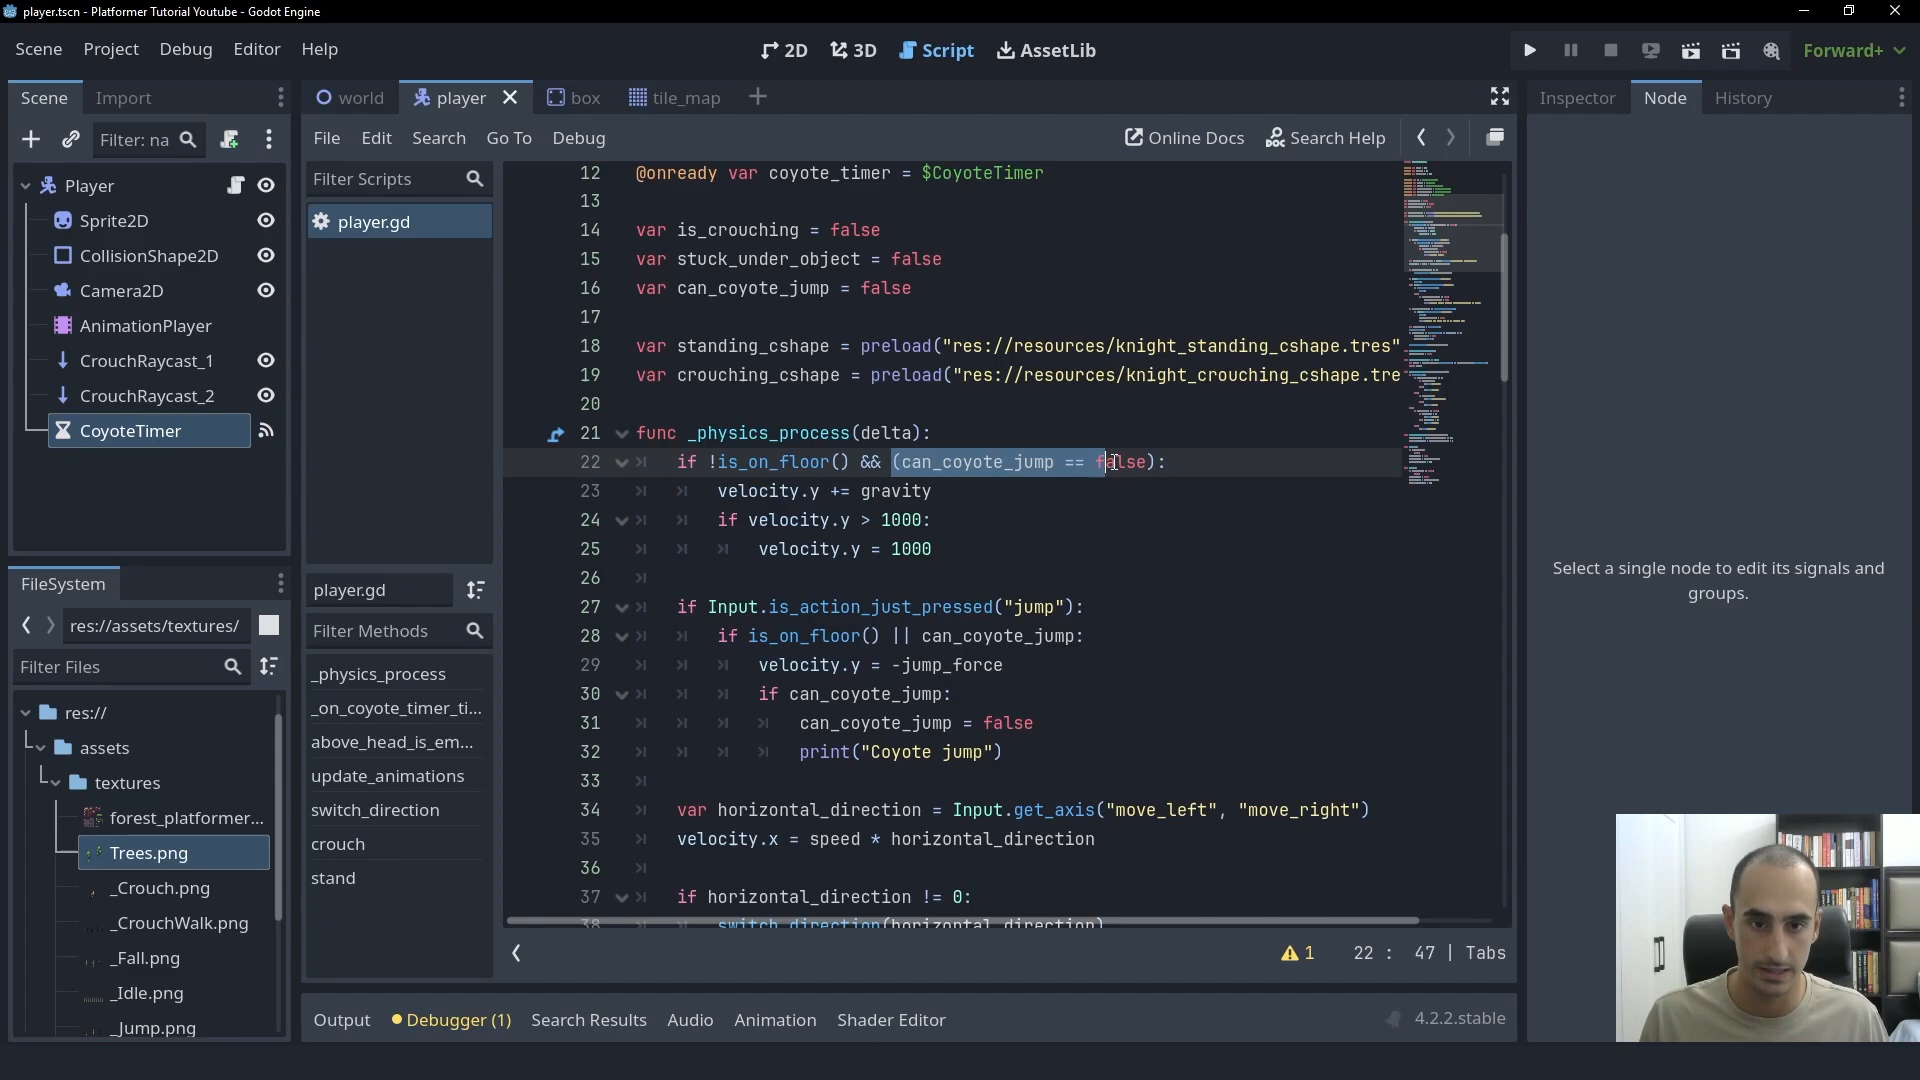 player.tscn - Platformer Tutorial Youtube - Godot Engine
Scene Project Debug Editor Help
2D 3D Script AssetLib
Forward+
Scene Import
world player box tile_map
Inspector Node History
Filter: na
File Edit Search Go To Debug
Online Docs Search Help
Player
Sprite2D
CollisionShape2D
Camera2D
AnimationPlayer
CrouchRaycast_1
CrouchRaycast_2
CoyoteTimer
Filter Scripts
player.gd
player.gd
Filter Methods
_physics_process
_on_coyote_timer_ti...
above_head_is_em...
update_animations
switch_direction
crouch
stand
12 @onready var coyote_timer = $CoyoteTimer
13
14 var is_crouching = false
15 var stuck_under_object = false
16 var can_coyote_jump = false
17
18 var standing_cshape = preload("res://resources/knight_standing_cshape.tres"
19 var crouching_cshape = preload("res://resources/knight_crouching_cshape.tre
20
21 func _physics_process(delta):
22 if !is_on_floor() && (can_coyote_jump == false):
23 velocity.y += gravity
24 if velocity.y > 1000:
25 velocity.y = 1000
26
27 if Input.is_action_just_pressed("jump"):
28 if is_on_floor() || can_coyote_jump:
29 velocity.y = -jump_force
30 if can_coyote_jump:
31 can_coyote_jump = false
32 print("Coyote jump")
33
34 var horizontal_direction = Input.get_axis("move_left", "move_right")
35 velocity.x = speed * horizontal_direction
36
37 if horizontal_direction != 0:
38 switch_direction(horizontal_direction)
1 22 : 47 | Tabs
Select a single node to edit its signals and
groups.
FileSystem
res://assets/textures/
Filter Files
res://
assets
textures
forest_platformer...
Trees.png
_Crouch.png
_CrouchWalk.png
_Fall.png
_Idle.png
_Jump.png
Output Debugger (1) Search Results Audio Animation Shader Editor
4.2.2.stable